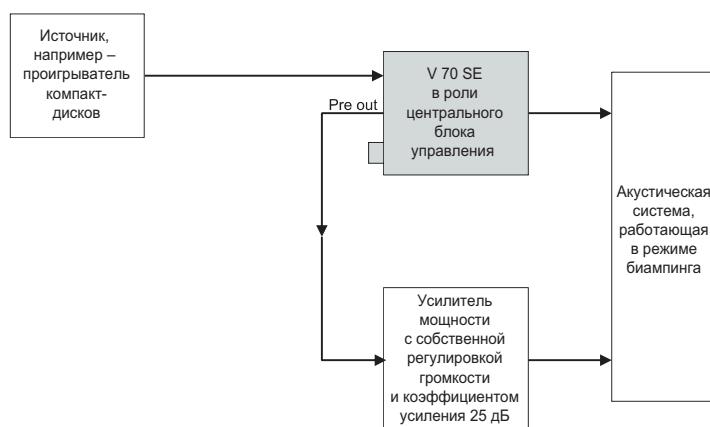 Источник,
например –
проигрыватель
компакт-
дисков
V 70 SE
в роли
центрального
блока
управления
Pre out
Акустическая
система,
работающая
в режиме
биампинга
Усилитель
мощности
с собственной
регулировкой
громкости
и коэффициентом
усиления 25 дБ